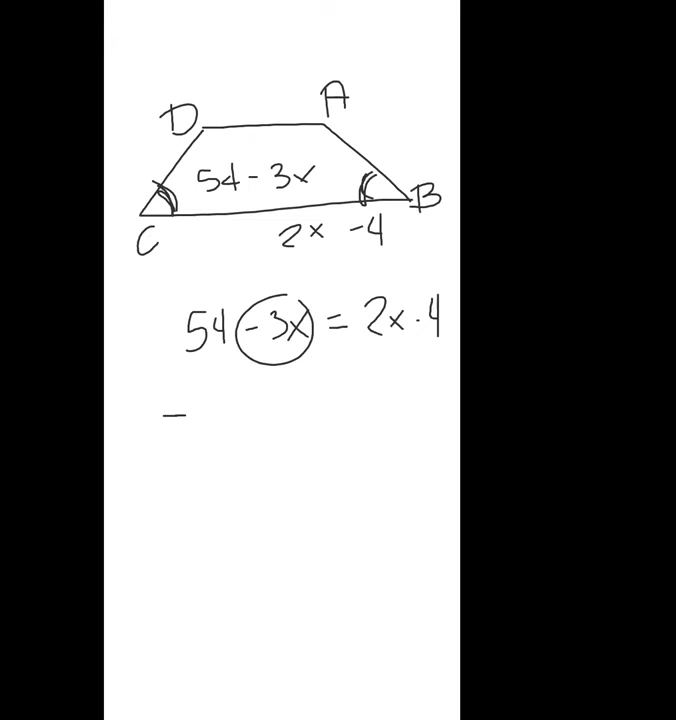 D A
54 - 3x
C B
2x - 4
54 - 3x = 2x - 4
-